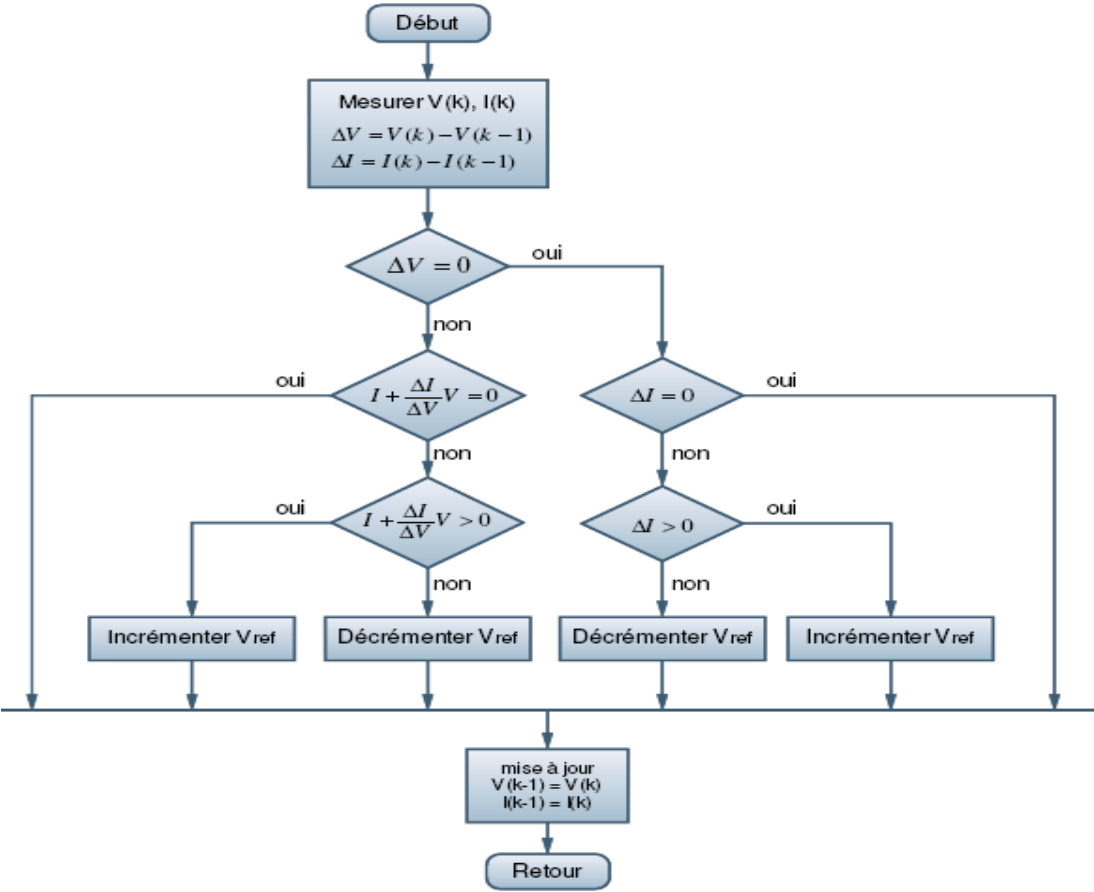 Début
Mesurer V(k), I(k)
ΔV = V(k) − V(k − 1)
ΔI = I(k) − I(k − 1)
ΔV = 0
oui
non
oui
I + ΔI/ΔV V = 0
ΔI = 0
oui
non
non
oui
I + ΔI/ΔV V > 0
ΔI > 0
oui
non
non
Incrémenter Vref
Décrémenter Vref
Décrémenter Vref
Incrémenter Vref
mise à jour
V(k-1) = V(k)
I(k-1) = I(k)
Retour